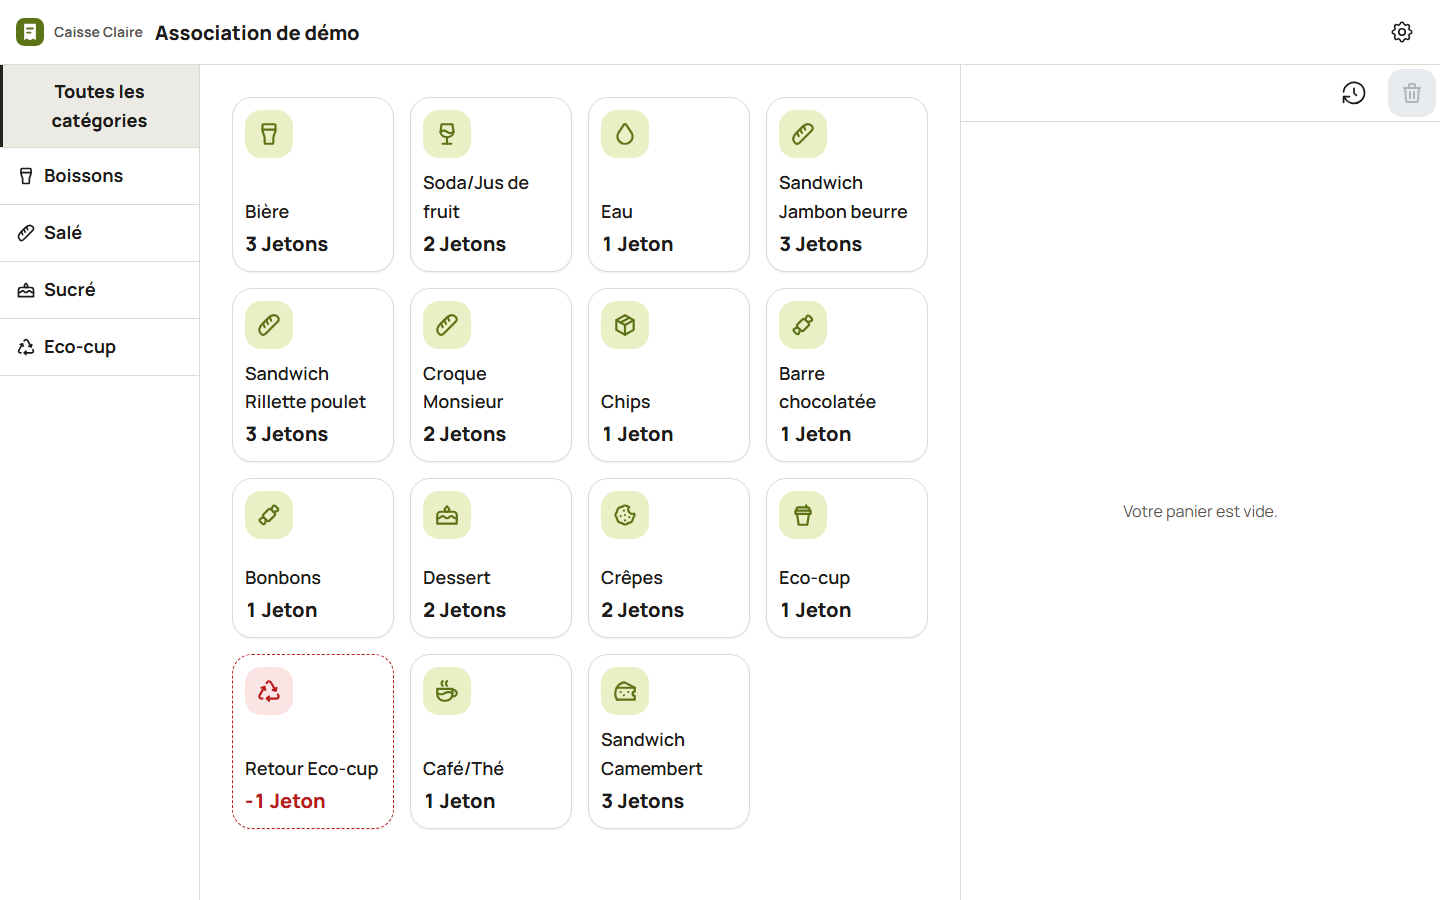 Caisse Claire
Association de démo
Toutes les
catégories
Boissons
Salé
Sucré
Eco-cup
Bière
3 Jetons
Soda/Jus de
fruit
2 Jetons
Eau
1 Jeton
Sandwich
Jambon beurre
3 Jetons
Sandwich
Rillette poulet
3 Jetons
Croque
Monsieur
2 Jetons
Chips
1 Jeton
Barre
chocolatée
1 Jeton
Bonbons
1 Jeton
Dessert
2 Jetons
Crêpes
2 Jetons
Eco-cup
1 Jeton
Retour Eco-cup
-1 Jeton
Café/Thé
1 Jeton
Sandwich
Camembert
3 Jetons
Votre panier est vide.